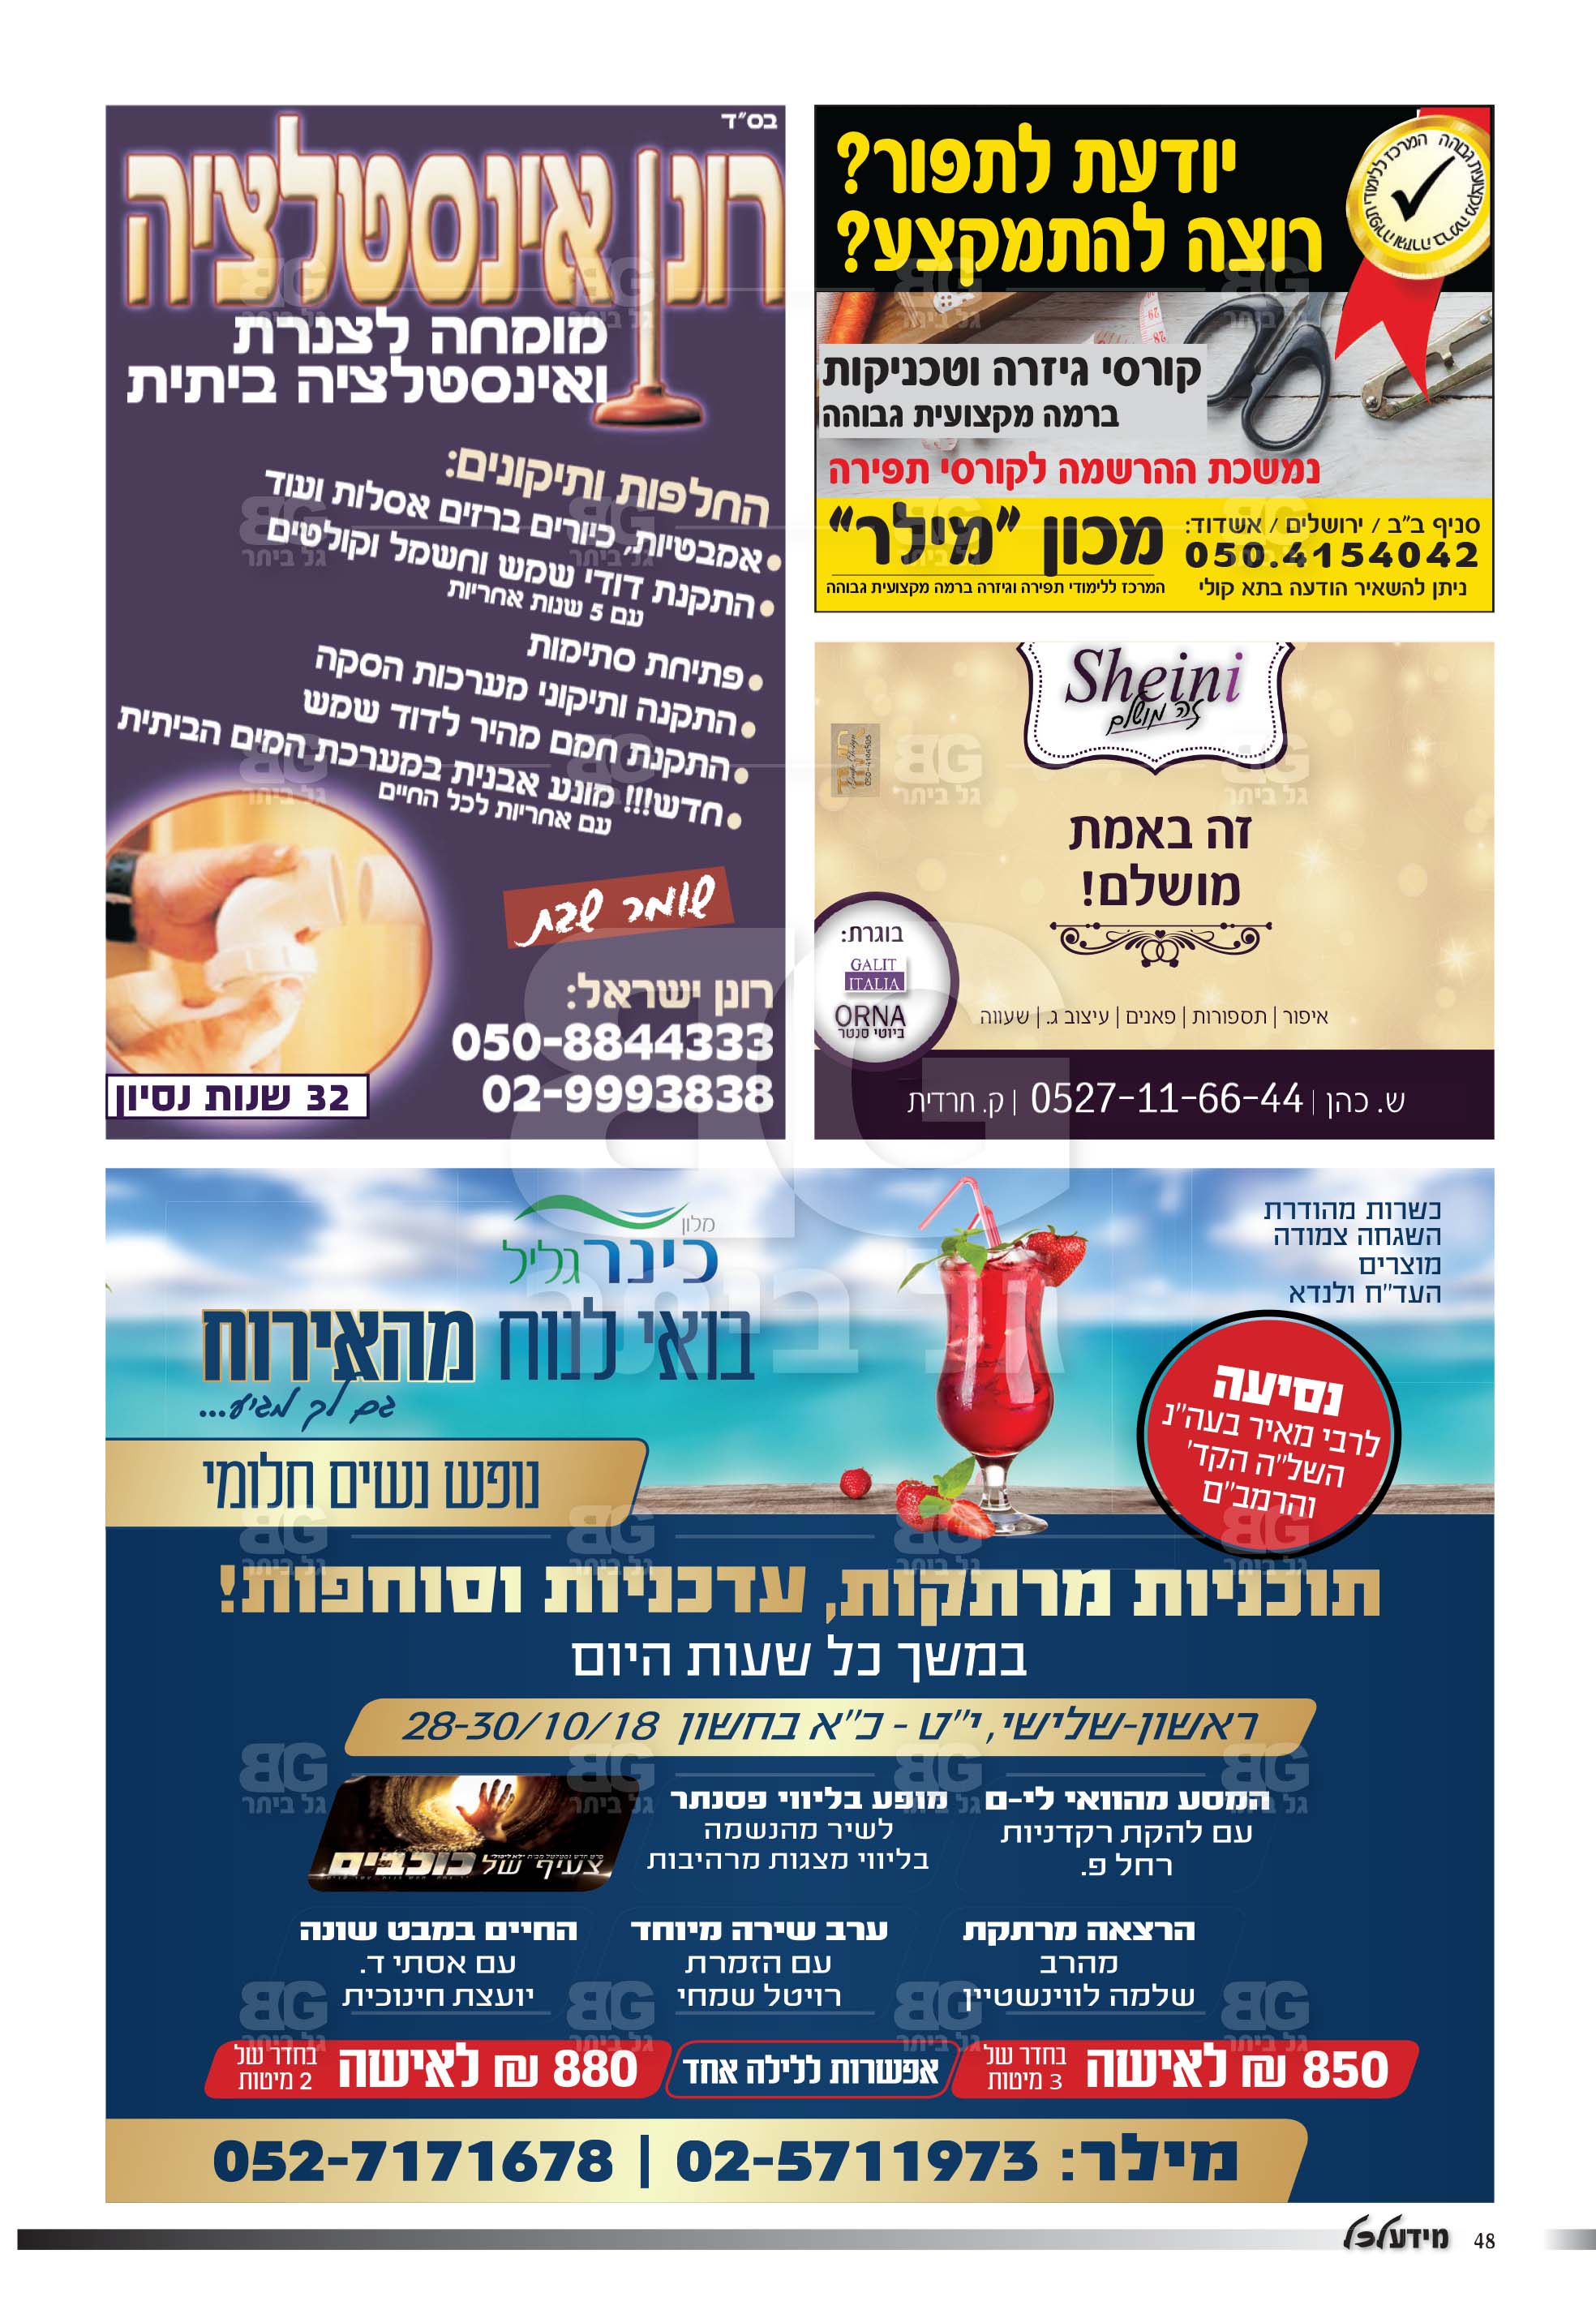 יודעת לתפור?
רוצה להתמקצע?
קורסי גיזרה וטכניקות
ברמה מקצועית גבוהה
נמשכת ההרשמה לקורסי תפירה
מכון "מילר"
המרכז ללימודי תפירה וגיזרה ברמה מקצועית גבוהה
סניף ב"ב / ירושלים / אשדוד:
050.4154042
ניתן להשאיר הודעה בתא קולי
בס"ד
רונן אינסטלציה
מומחה לצנרת
ואינסטלציה ביתית
החלפות ותיקונים:
• אמבטיות, כיורים ברזים אסלות ועוד
• התקנת דודי שמש וחשמל וקולטים
עם 5 שנות אחריות
• פתיחת סתימות
• התקנה ותיקוני מערכות הסקה
• התקנת חמם מהיר לדוד שמש
• חדש!!! מונע אבנית במערכת המים הביתית
עם אחריות לכל החיים
שומר שבת
רונן ישראל:
050-8844333
02-9993838
32 שנות נסיון
Sheini
זה מושלם
זה באמת
מושלם!
בוגרת:
GALIT
ITALIA
ORNA
ביוטי סנטר
איפור | תספורות | פאנים | עיצוב ג. | שעווה
ש. כהן | 0527-11-66-44 | ק. חרדית
כשרות מהודרת
השגחה צמודה
מוצרים
העד"ח ולנדא
מלון
כינר גליל
בואי לנוח מהאירוח
גם לך מגיע...
נופש נשים חלומי
נסיעה
לרבי מאיר בעה"נ
השל"ה הקד'
והרמב"ם
תוכניות מרתקות, עדכניות וסוחפות!
במשך כל שעות היום
ראשון-שלישי, י"ט - כ"א בחשון 28-30/10/18
המסע מהוואי לי-ם
עם להקת רקדניות
רחל פ.
מופע בליווי פסנתר
לשיר מהנשמה
בליווי מצגות מרהיבות
צעיף של כוכבים
הרצאה מרתקת
מהרב
שלמה לווינשטיין
ערב שירה מיוחד
עם הזמרת
רויטל שמחי
החיים במבט שונה
עם אסתי ד.
יועצת חינוכית
850 ₪ לאישה
בחדר של
3 מיטות
אפשרות ללילה אחד
880 ₪ לאישה
בחדר של
2 מיטות
מילר: 02-5711973 | 052-7171678
48 מידע לכל
BG
גל ביתר